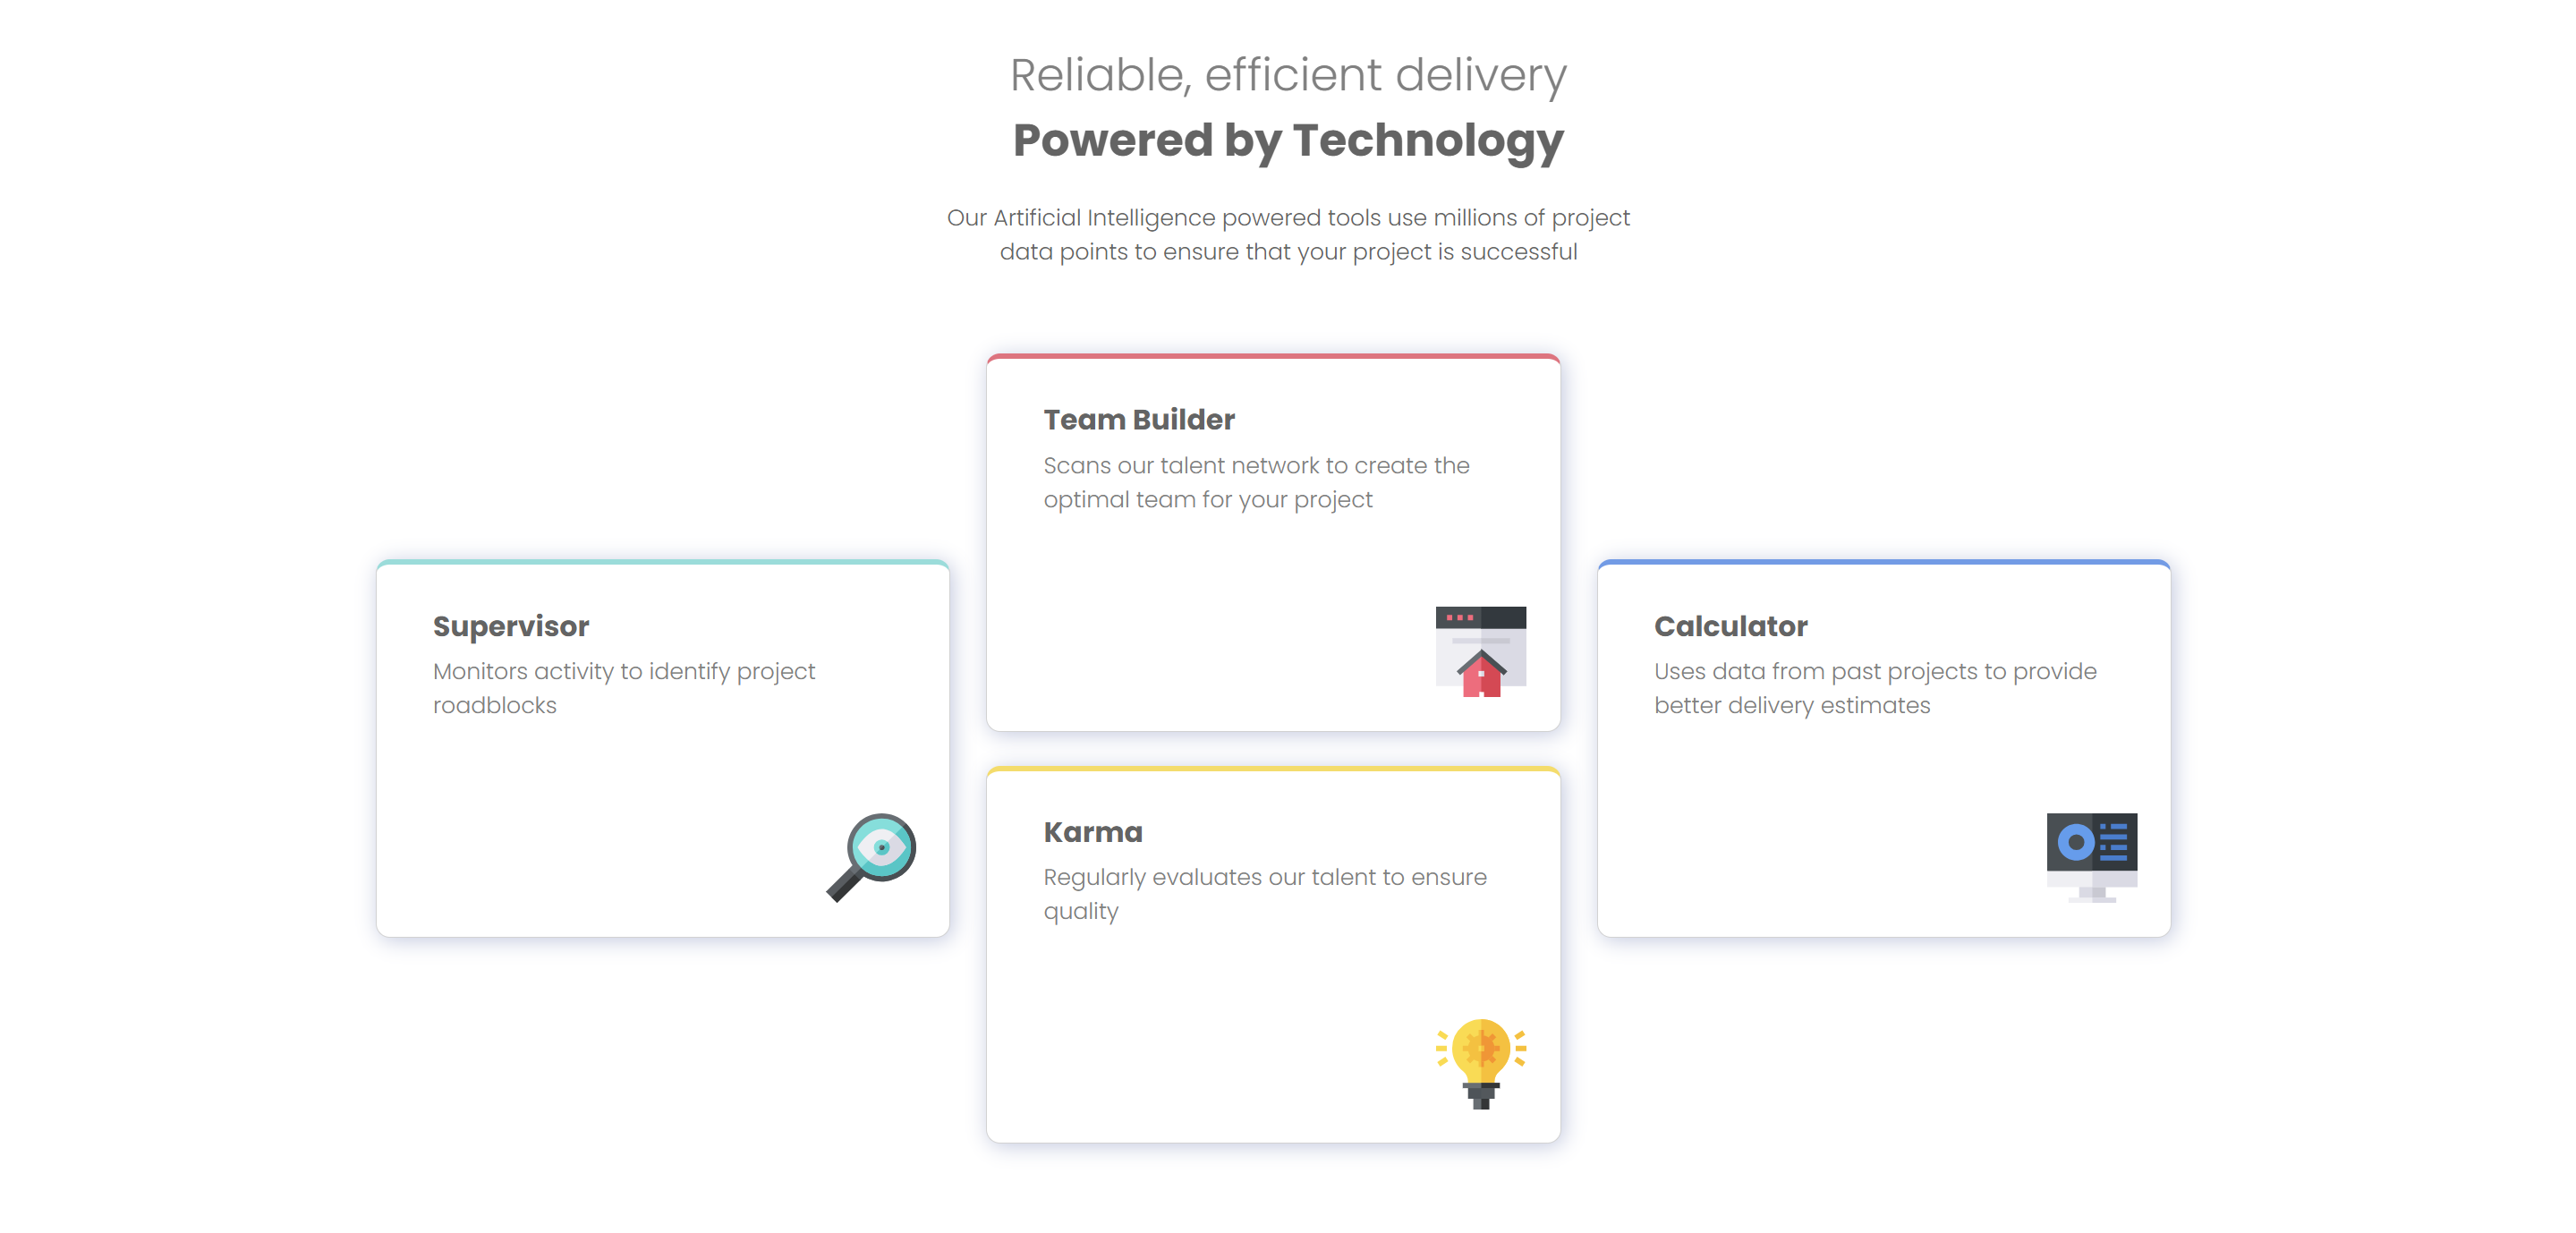 Reliable, efficient delivery
Powered by Technology
Our Artificial Intelligence powered tools use millions of project
data points to ensure that your project is successful
Supervisor
Monitors activity to identify project
roadblocks
Team Builder
Scans our talent network to create the
optimal team for your project
Karma
Regularly evaluates our talent to ensure
quality
Calculator
Uses data from past projects to provide
better delivery estimates